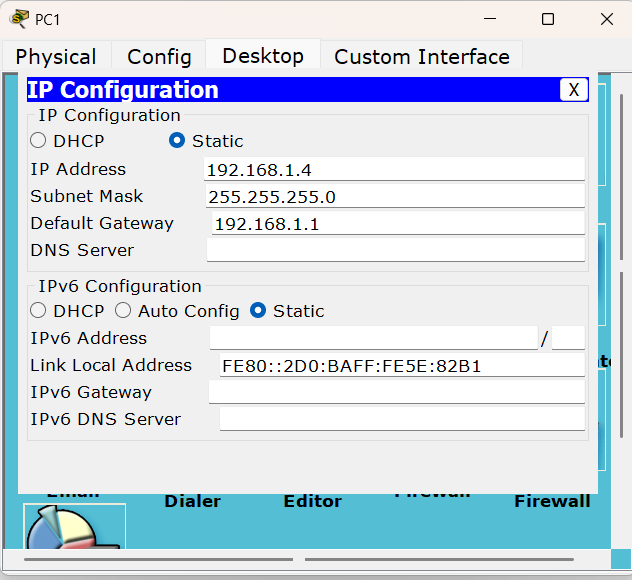 PC1
Physical Config Desktop Custom Interface
IP Configuration X
IP Configuration
DHCP Static
IP Address 192.168.1.4
Subnet Mask 255.255.255.0
Default Gateway 192.168.1.1
DNS Server
IPv6 Configuration
DHCP Auto Config Static
IPv6 Address /
Link Local Address FE80::2D0:BAFF:FE5E:82B1
IPv6 Gateway
IPv6 DNS Server
Email Dialer Editor Firewall Firewall